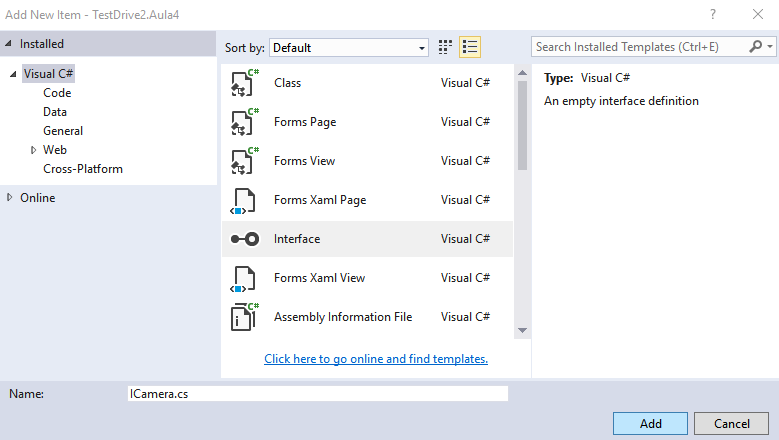 Add New Item - TestDrive2.Aula4
? X
Installed
Sort by: Default
Search Installed Templates (Ctrl+E)
Visual C#
Code
Data
General
Web
Cross-Platform
Online
C# Class Visual C#
C# Forms Page Visual C#
C# Forms View Visual C#
Forms Xaml Page Visual C#
Interface Visual C#
Forms Xaml View Visual C#
C# Assembly Information File Visual C#
Click here to go online and find templates.
Type: Visual C#
An empty interface definition
Name: ICamera.cs
Add Cancel